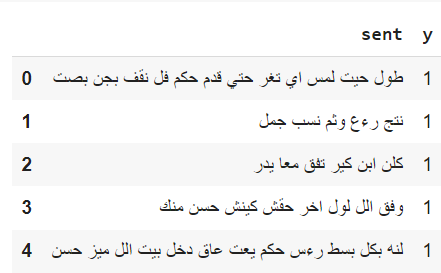 sent y
0 طول حيت لمس اي تغر حتي قدم حكم فل نقف بجن بصت 1
1 نتج رءع وثم نسب جمل 1
2 كلن ابن كير تفق معا يدر 1
3 وفق الل لول اخر حقش كينش حسن منك 1
4 لنه بكل بسط رءس حكم يعت عاق دخل بيت الل ميز حسن 1